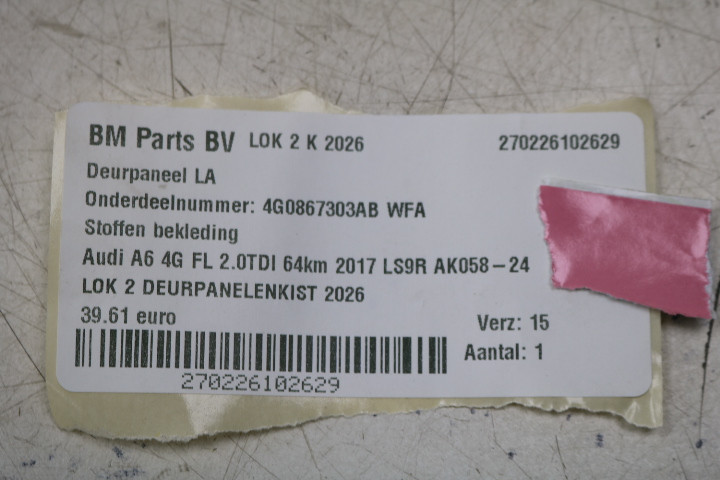 BM Parts BV LOK 2 K 2026 270226102629
Deurpaneel LA
Onderdeelnummer: 4G0867303AB WFA
Stoffen bekleding
Audi A6 4G FL 2.0TDI 64km 2017 LS9R AK058-24
LOK 2 DEURPANELENKIST 2026
39.61 euro
Verz: 15
Aantal: 1
270226102629